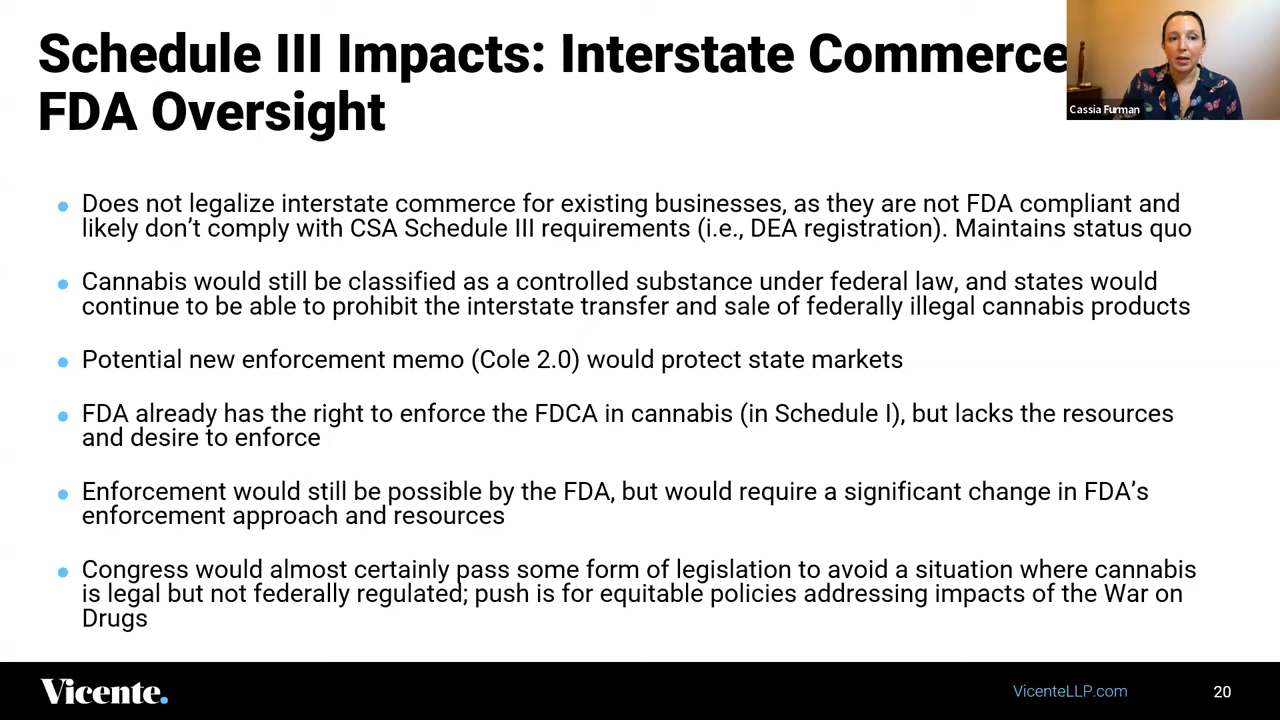 Schedule III Impacts: Interstate Commerce
FDA Oversight
Cassia Furman
Does not legalize interstate commerce for existing businesses, as they are not FDA compliant and
likely don’t comply with CSA Schedule III requirements (i.e., DEA registration). Maintains status quo
Cannabis would still be classified as a controlled substance under federal law, and states would
continue to be able to prohibit the interstate transfer and sale of federally illegal cannabis products
Potential new enforcement memo (Cole 2.0) would protect state markets
FDA already has the right to enforce the FDCA in cannabis (in Schedule I), but lacks the resources
and desire to enforce
Enforcement would still be possible by the FDA, but would require a significant change in FDA’s
enforcement approach and resources
Congress would almost certainly pass some form of legislation to avoid a situation where cannabis
is legal but not federally regulated; push is for equitable policies addressing impacts of the War on
Drugs
Vicente.
VicenteLLP.com
20